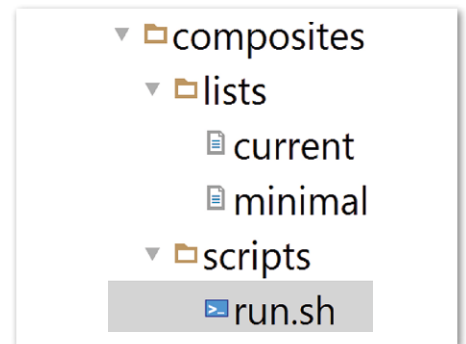 composites
lists
current
minimal
scripts
run.sh